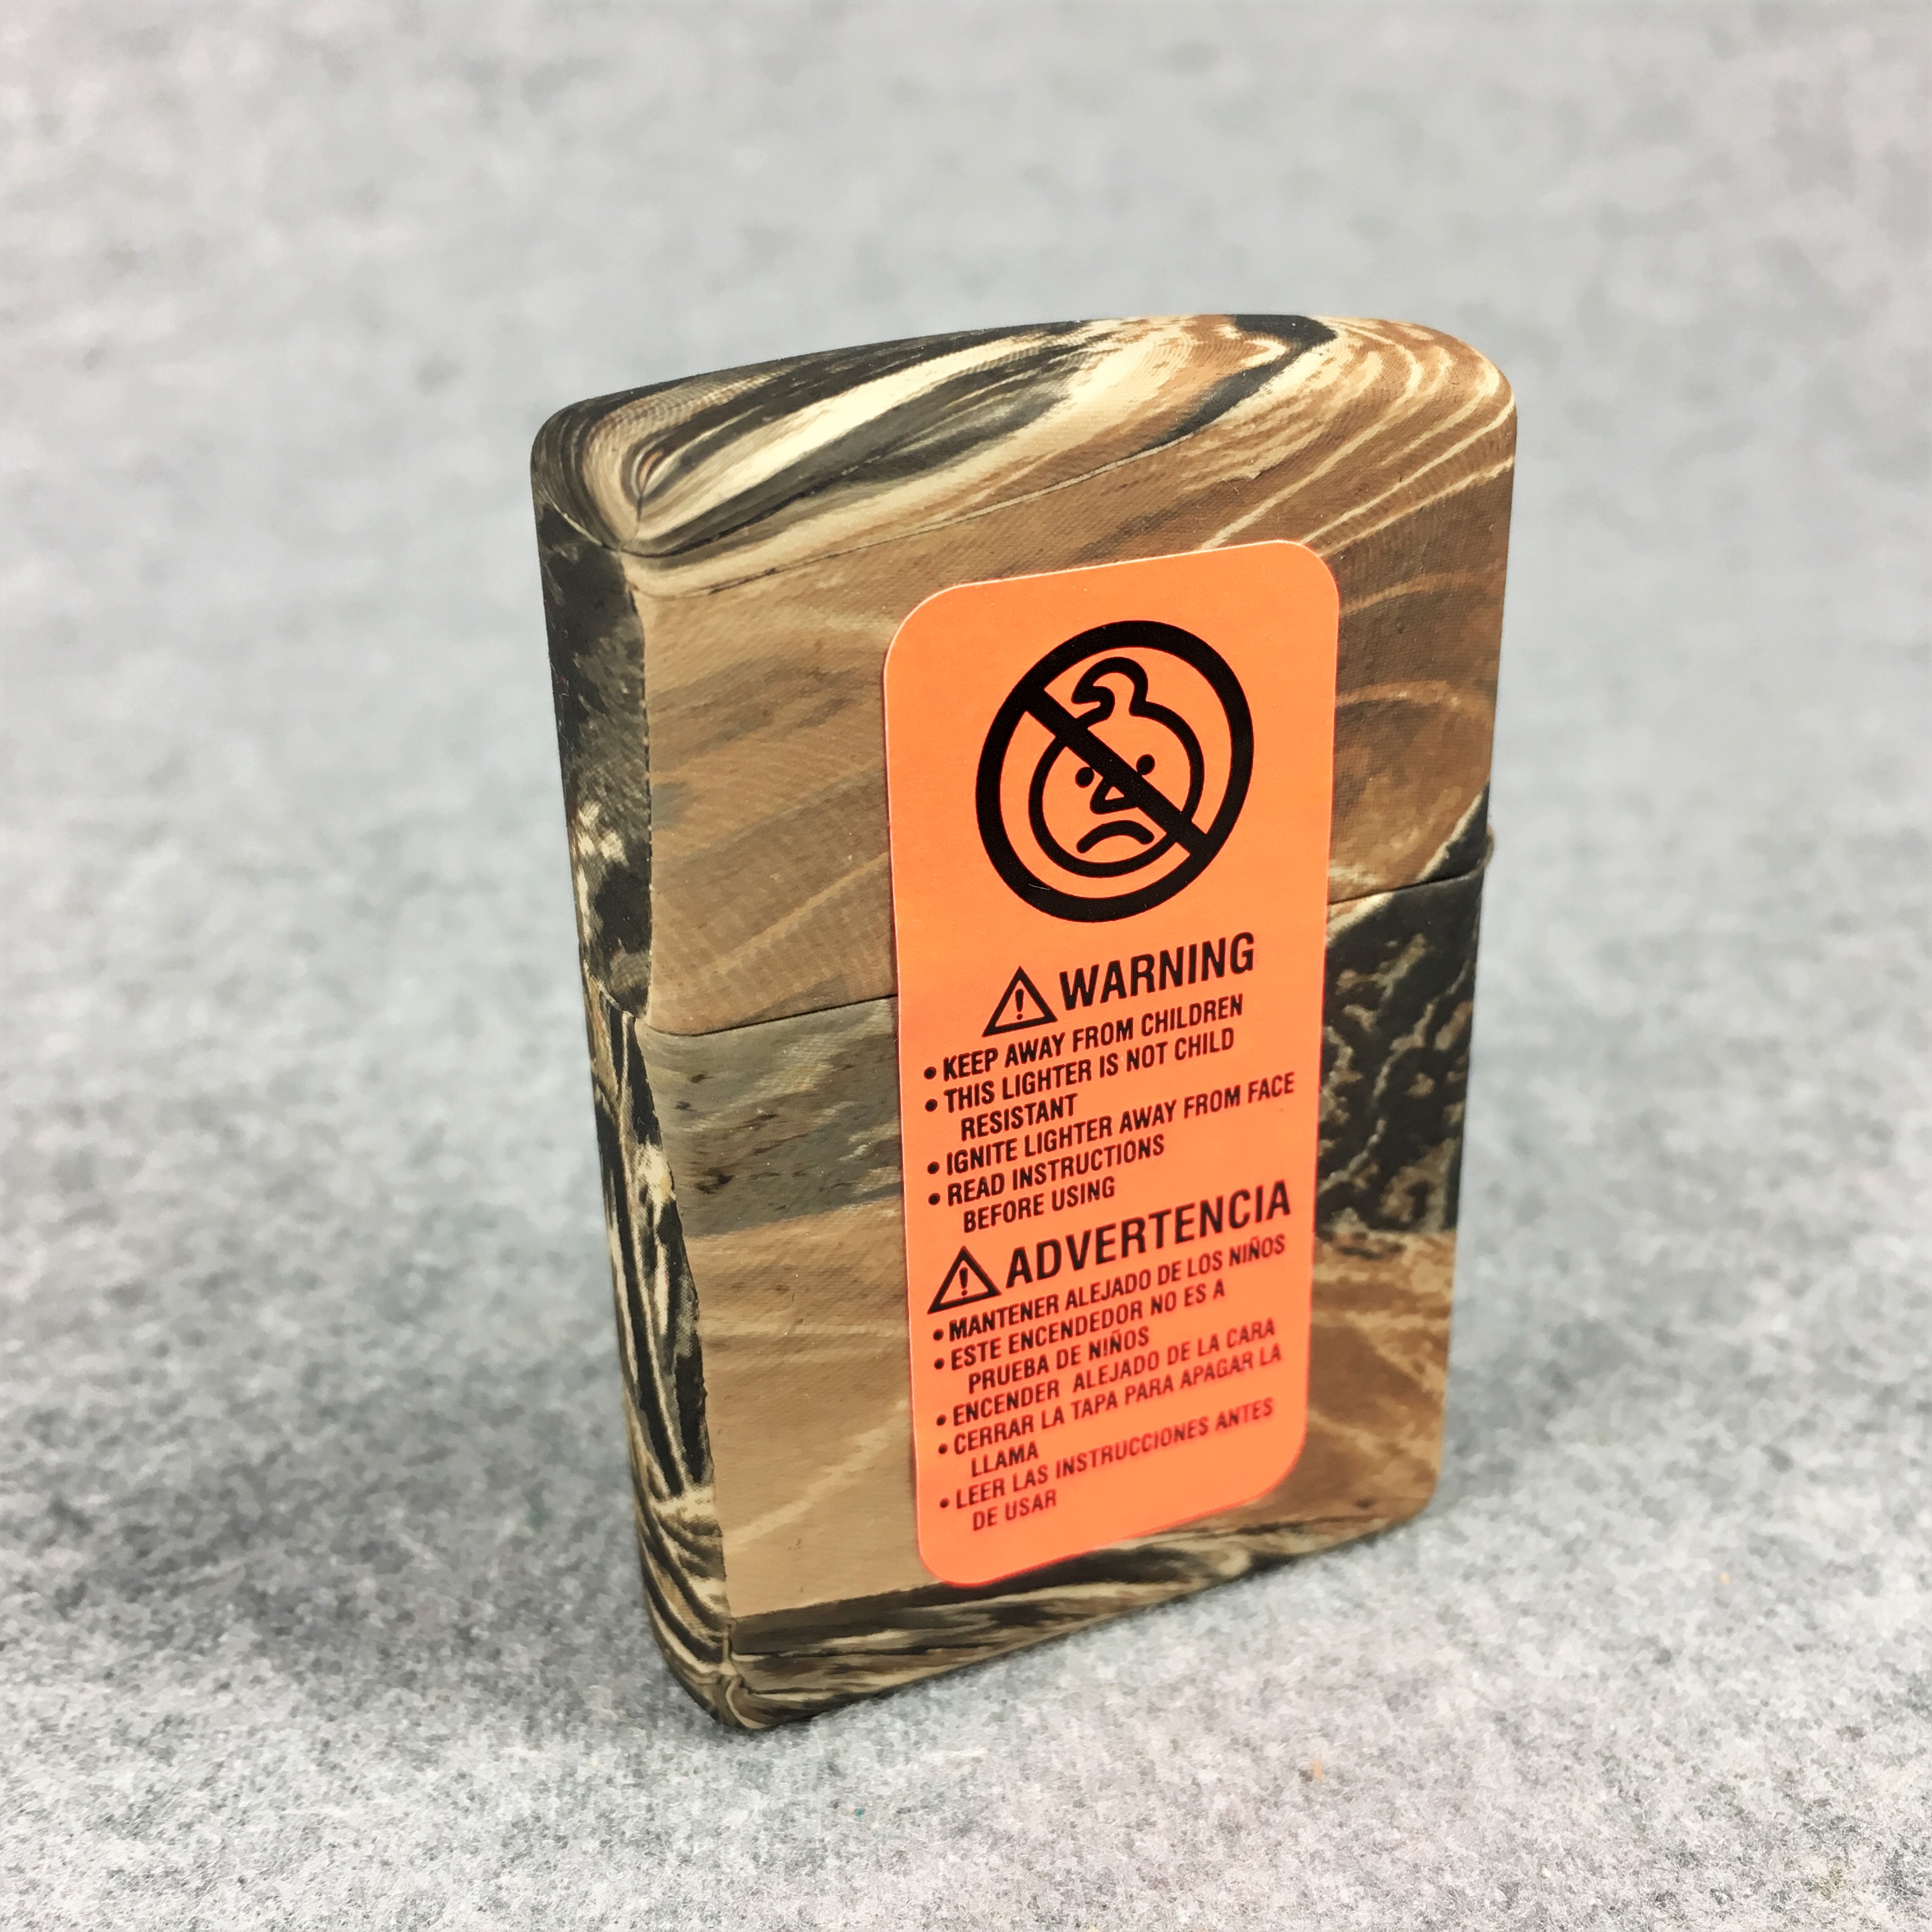 WARNING
• KEEP AWAY FROM CHILDREN
• THIS LIGHTER IS NOT CHILD
RESISTANT
• IGNITE LIGHTER AWAY FROM FACE
• READ INSTRUCTIONS
BEFORE USING
ADVERTENCIA
• MANTENER ALEJADO DE LOS NIÑOS
• ESTE ENCENDEDOR NO ES A
PRUEBA DE NIÑOS
• ENCENDER ALEJADO DE LA CARA
• CERRAR LA TAPA PARA APAGAR LA
LLAMA
• LEER LAS INSTRUCCIONES ANTES
DE USAR